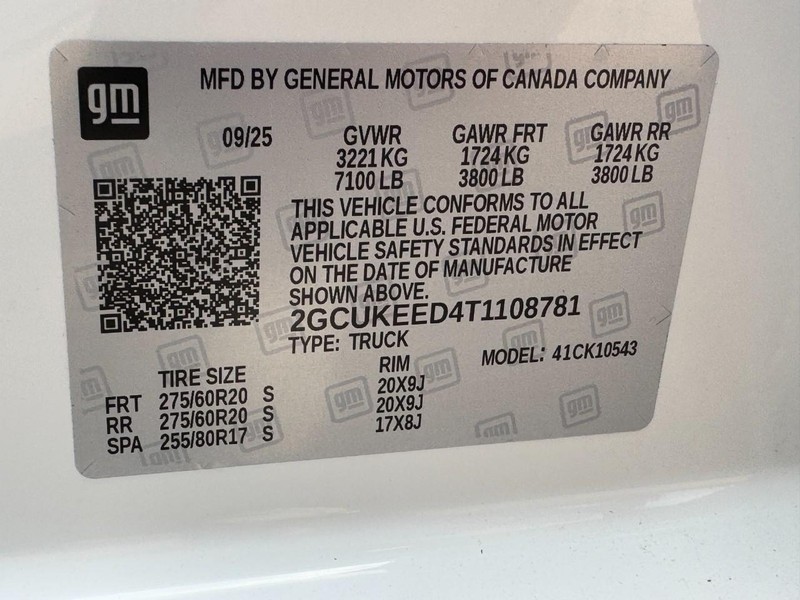 gm
MFD BY GENERAL MOTORS OF CANADA COMPANY
09/25 GVWR GAWR FRT GAWR RR
3221 KG 1724 KG 1724 KG
7100 LB 3800 LB 3800 LB
THIS VEHICLE CONFORMS TO ALL
APPLICABLE U.S. FEDERAL MOTOR
VEHICLE SAFETY STANDARDS IN EFFECT
ON THE DATE OF MANUFACTURE
SHOWN ABOVE.
2GCUKEED4T1108781
TYPE: TRUCK MODEL: 41CK10543
TIRE SIZE RIM
FRT 275/60R20 S 20X9J
RR 275/60R20 S 20X9J
SPA 255/80R17 S 17X8J